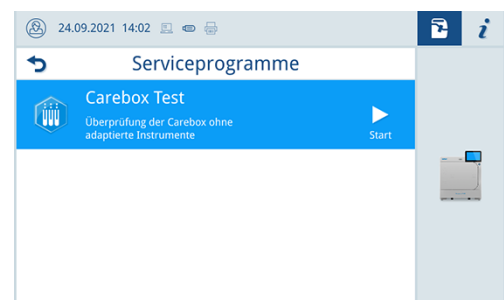 24.09.2021 14:02
i
Serviceprogramme
Carebox Test
Überprüfung der Carebox ohne
adaptierte Instrumente
Start